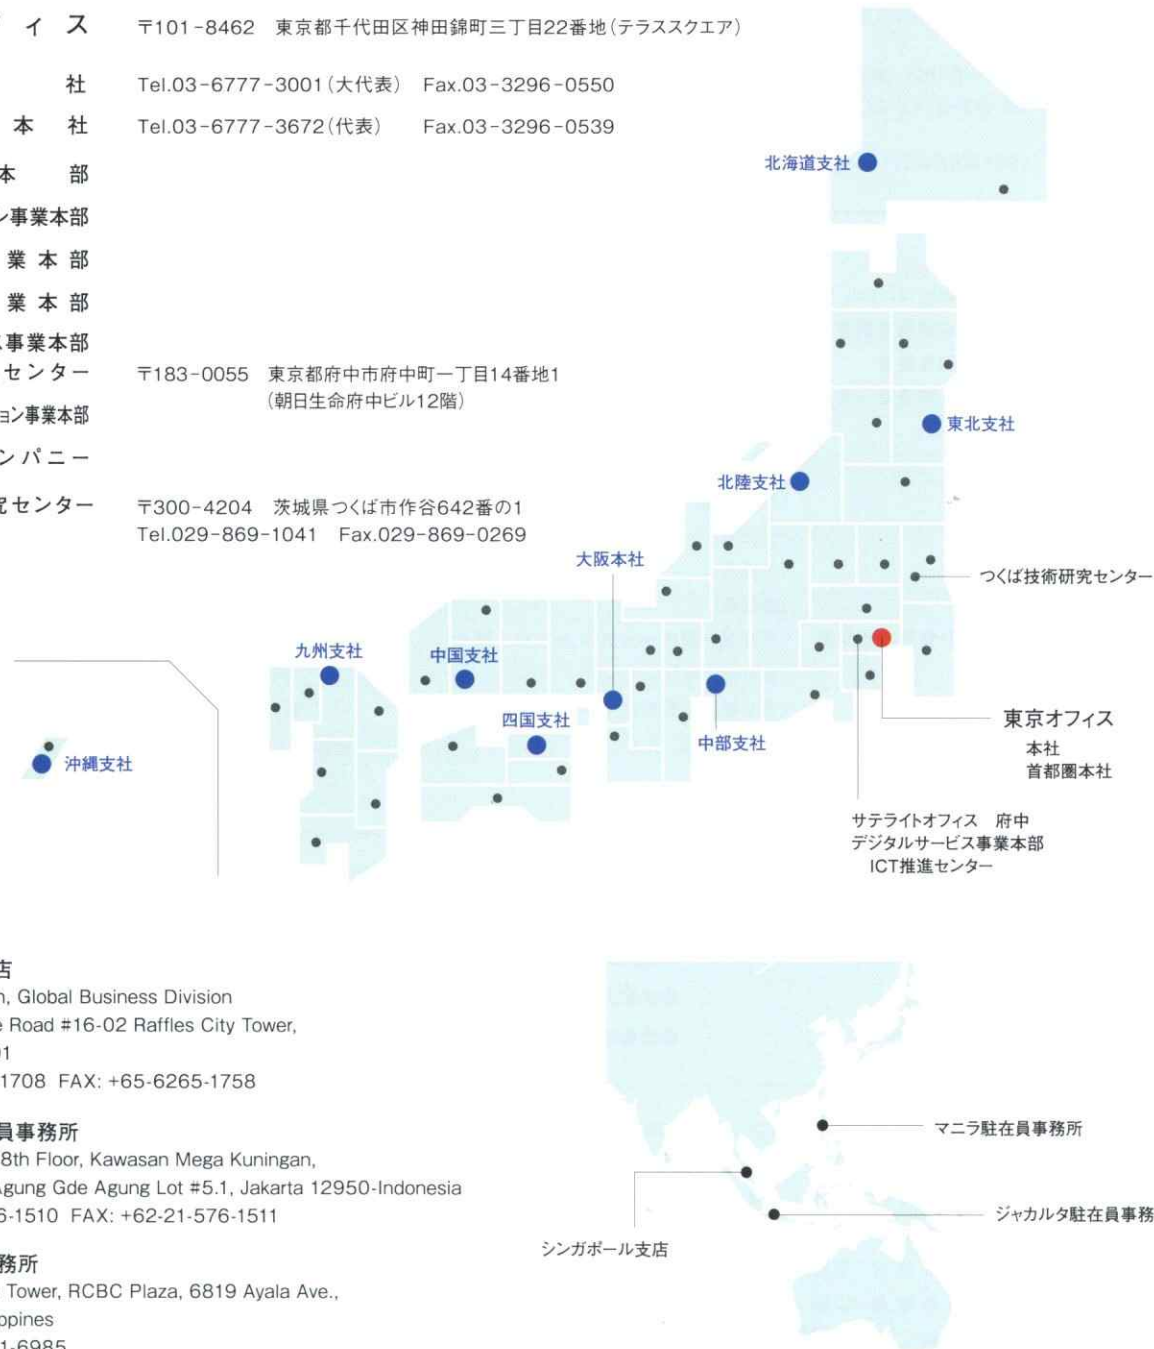 ィス
〒101-8462 東京都千代田区神田錦町三丁目22番地(テラススクエア)
社
Tel.03-6777-3001(大代表) Fax.03-3296-0550
本社
Tel.03-6777-3672(代表) Fax.03-3296-0539
本部
ン事業本部
業本部
業本部
ス事業本部
センター
〒183-0055 東京都府中市府中町一丁目14番地1
(朝日生命府中ビル12階)
ョン事業本部
ンパニー
究センター
〒300-4204 茨城県つくば市作谷642番の1
Tel.029-869-1041 Fax.029-869-0269
北海道支社
東北支社
北陸支社
大阪本社
つくば技術研究センター
九州支社
中国支社
四国支社
中部支社
沖縄支社
東京オフィス
本社
首都圏本社
サテライトオフィス 府中
デジタルサービス事業本部
ICT推進センター
店
n, Global Business Division
e Road #16-02 Raffles City Tower,
01
1708 FAX: +65-6265-1758
員事務所
8th Floor, Kawasan Mega Kuningan,
Agung Gde Agung Lot #5.1, Jakarta 12950-Indonesia
6-1510 FAX: +62-21-576-1511
務所
Tower, RCBC Plaza, 6819 Ayala Ave.,
ppines
1-6985
マニラ駐在員事務所
ジャカルタ駐在員事務
シンガポール支店